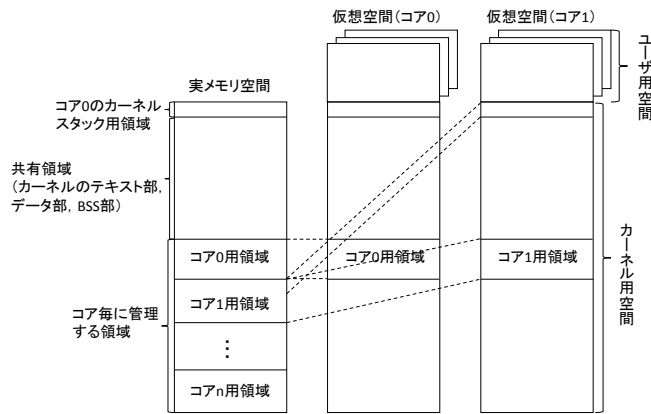 仮想空間(コア0)
仮想空間(コア1)
ユーザ用空間
実メモリ空間
コア0のカーネル
スタック用領域
共有領域
(カーネルのテキスト部,
データ部, BSS部)
コア0用領域
コア0用領域
コア1用領域
カーネル用空間
コア1用領域
コア毎に管理
する領域
⋮
コアn用領域